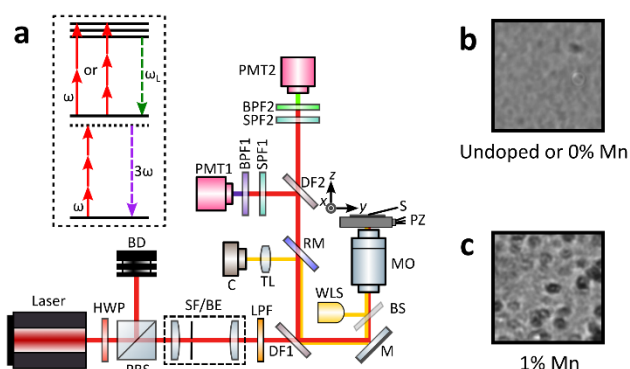 a
or
ω
ωL
3ω
ω
PMT2
BPF2
SPF2
PMT1
BPF1
SPF1
DF2
z
x
y
S
PZ
RM
MO
C
TL
WLS
BS
BD
Laser
HWP
PBS
SF/BE
LPF
DF1
M
b
Undoped or 0% Mn
c
1% Mn